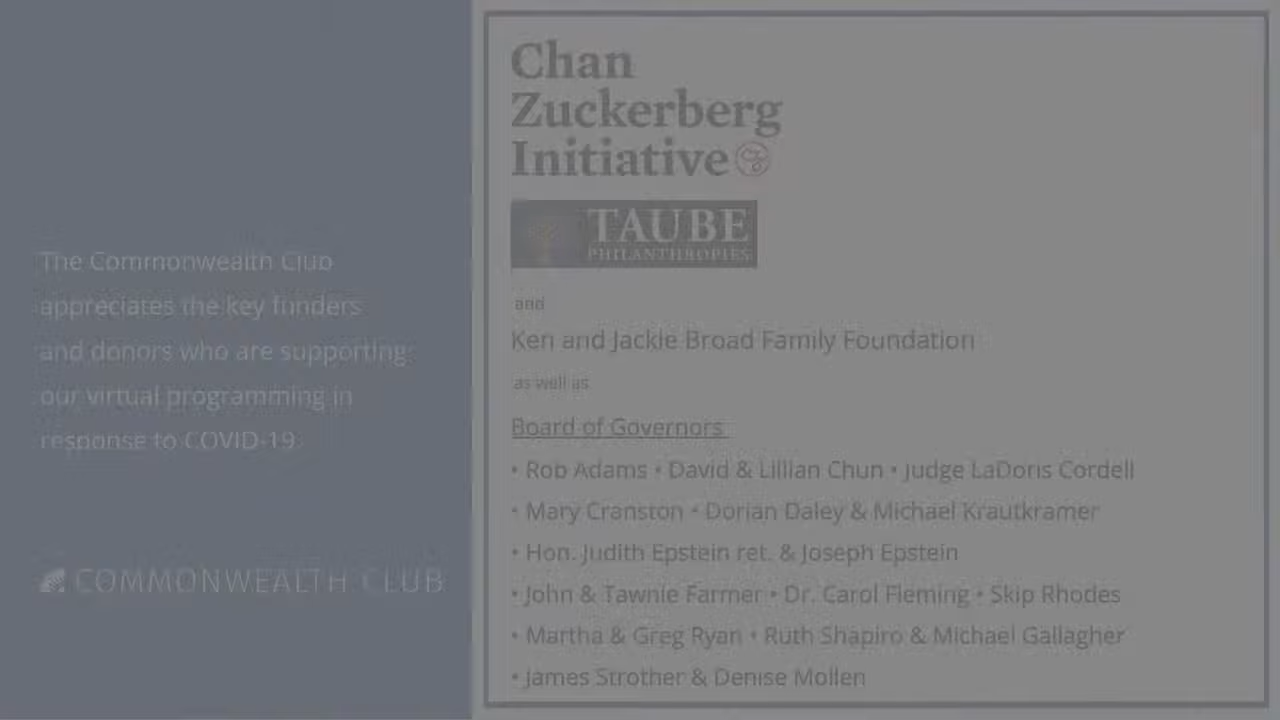 The Commonwealth Club
appreciates the key funders
and donors who are supporting
our virtual programming in
response to COVID-19.
COMMONWEALTH CLUB
Chan
Zuckerberg
Initiative
TAUBE
PHILANTHROPIES
and
Ken and Jackie Broad Family Foundation
as well as
Board of Governors
• Rob Adams • David & Lillian Chun • Judge LaDoris Cordell
• Mary Cranston • Dorian Daley & Michael Krautkramer
• Hon. Judith Epstein ret. & Joseph Epstein
• John & Tawnie Farmer • Dr. Carol Fleming • Skip Rhodes
• Martha & Greg Ryan • Ruth Shapiro & Michael Gallagher
• James Strother & Denise Mollen